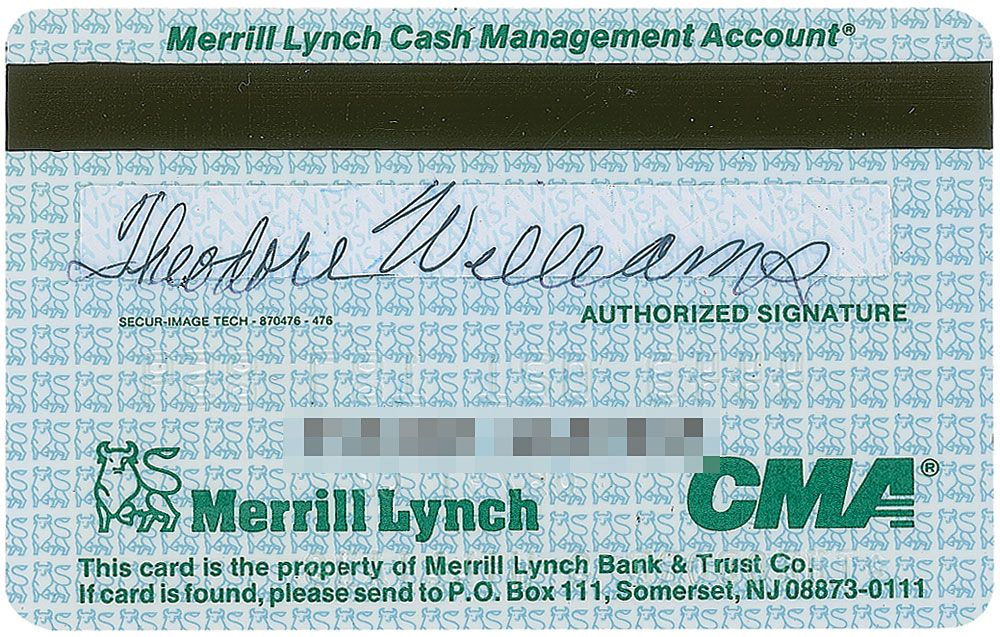 Merrill Lynch Cash Management Account®
Theodore Williams
SECUR-IMAGE TECH - 870476 - 476
AUTHORIZED SIGNATURE
Merrill Lynch
CMA®
This card is the property of Merrill Lynch Bank & Trust Co.
If card is found, please send to P.O. Box 111, Somerset, NJ 08873-0111